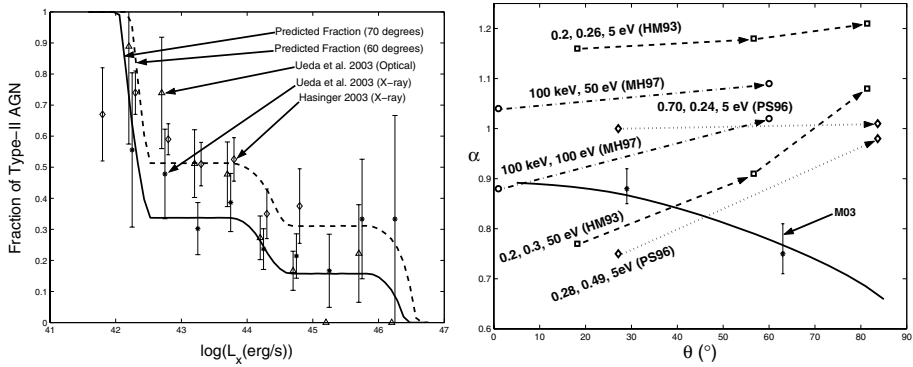 1
0.9
0.8
0.7
0.6
0.5
0.4
0.3
0.2
0.1
0
Fraction of Type-II AGN
Predicted Fraction (70 degrees)
Predicted Fraction (60 degrees)
Ueda et al. 2003 (Optical)
Ueda et al. 2003 (X-ray)
Hasinger 2003 (X-ray)
41 42 43 44 45 46 47
log(Lx(erg/s))
1.2
1.1
1
0.9
0.8
0.7
0.6
α
0.2, 0.26, 5 eV (HM93)
100 keV, 50 eV (MH97)
0.70, 0.24, 5 eV (PS96)
100 keV, 100 eV (MH97)
M03
0.2, 0.3, 50 eV (HM93)
0.28, 0.49, 5eV (PS96)
0 10 20 30 40 50 60 70 80 90
θ (°)